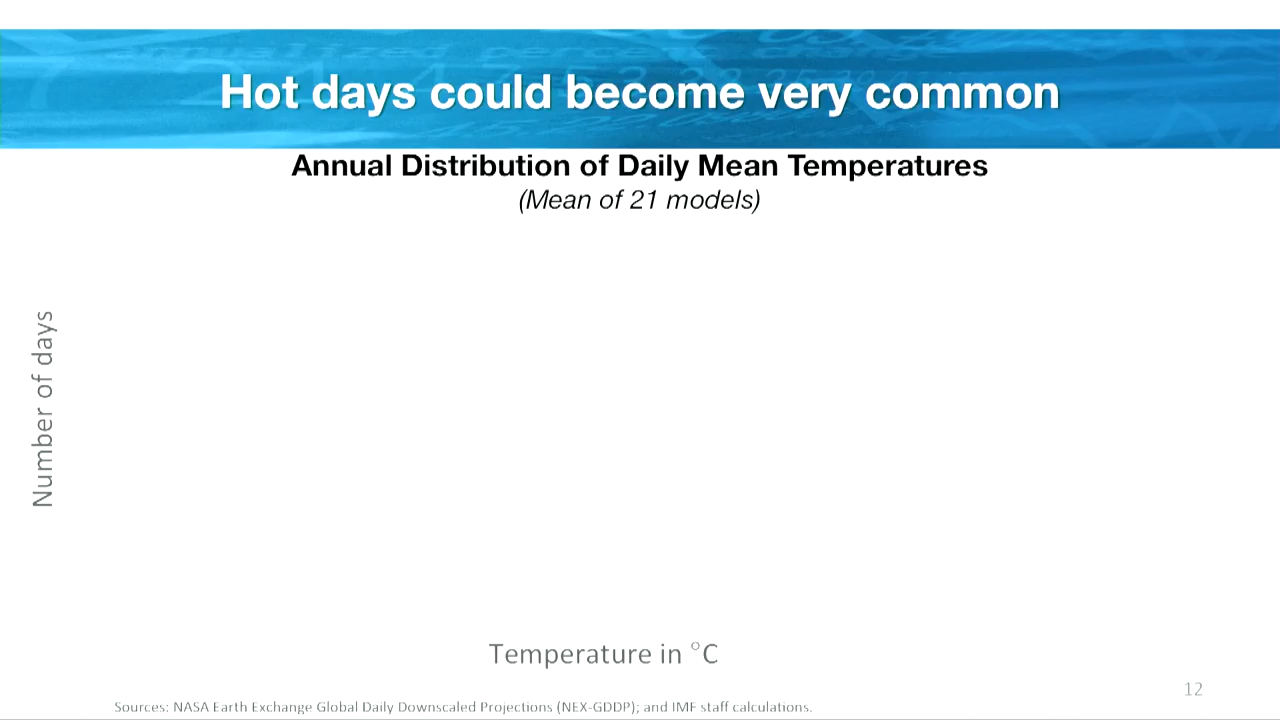 Hot days could become very common
Annual Distribution of Daily Mean Temperatures
(Mean of 21 models)
Number of days
Temperature in °C
12
Sources: NASA Earth Exchange Global Daily Downscaled Projections (NEX-GDDP); and IMF staff calculations.